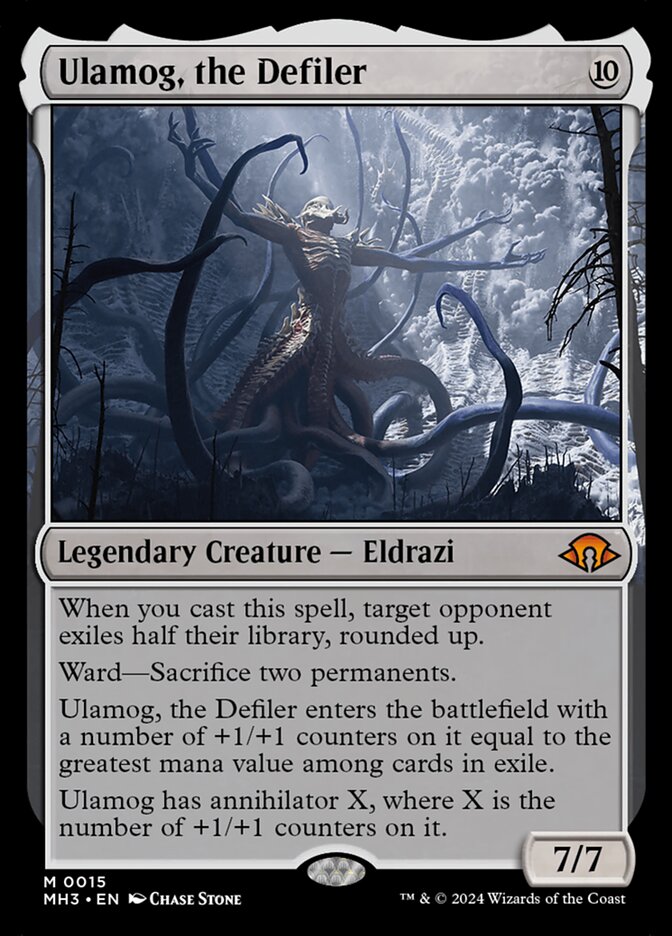 Ulamog, the Defiler
10
Legendary Creature — Eldrazi
When you cast this spell, target opponent
exiles half their library, rounded up.
Ward—Sacrifice two permanents.
Ulamog, the Defiler enters the battlefield with
a number of +1/+1 counters on it equal to the
greatest mana value among cards in exile.
Ulamog has annihilator X, where X is the
number of +1/+1 counters on it.
7/7
M 0015
MH3 • EN Chase Stone
™ & © 2024 Wizards of the Coast